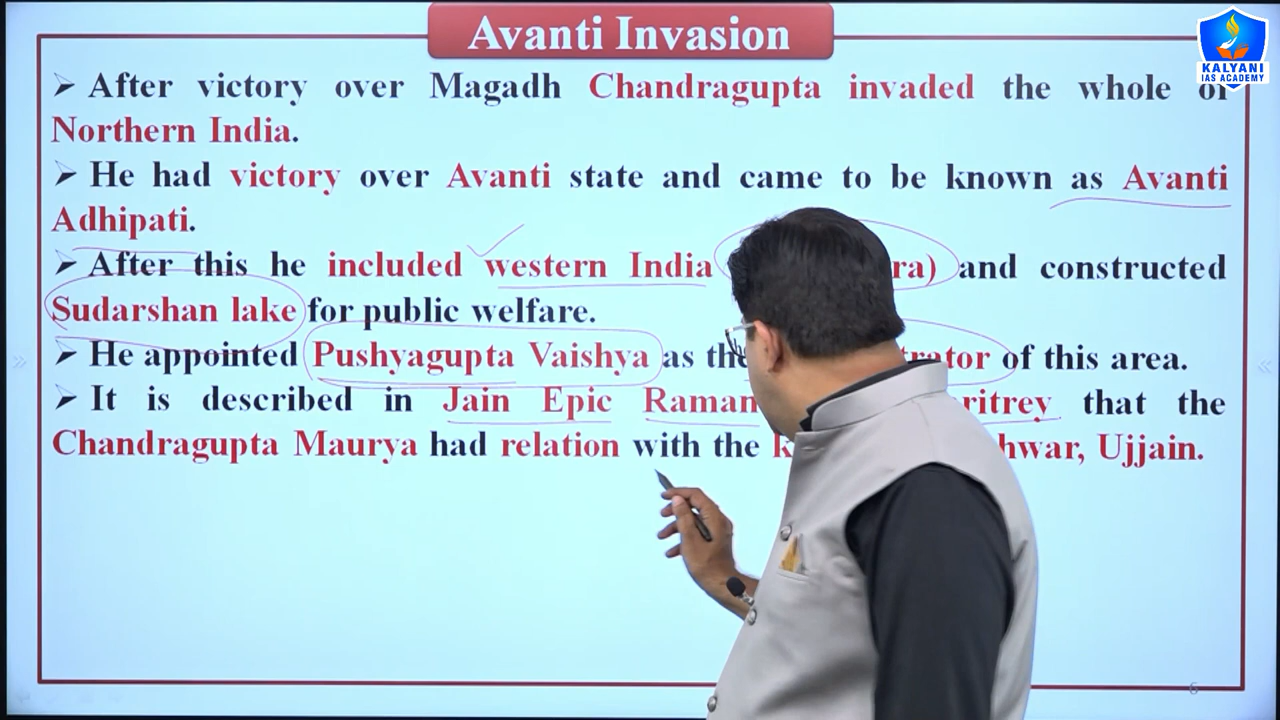 Avanti Invasion
KALYANI
IAS ACADEMY
➢ After victory over Magadh Chandragupta invaded the whole of
Northern India.
➢ He had victory over Avanti state and came to be known as Avanti
Adhipati.
➢ After this he included western India ra) and constructed
Sudarshan lake for public welfare.
➢ He appointed Pushyagupta Vaishya as the trator of this area.
➢ It is described in Jain Epic Raman ritrey that the
Chandragupta Maurya had relation with the k hwar, Ujjain.
6